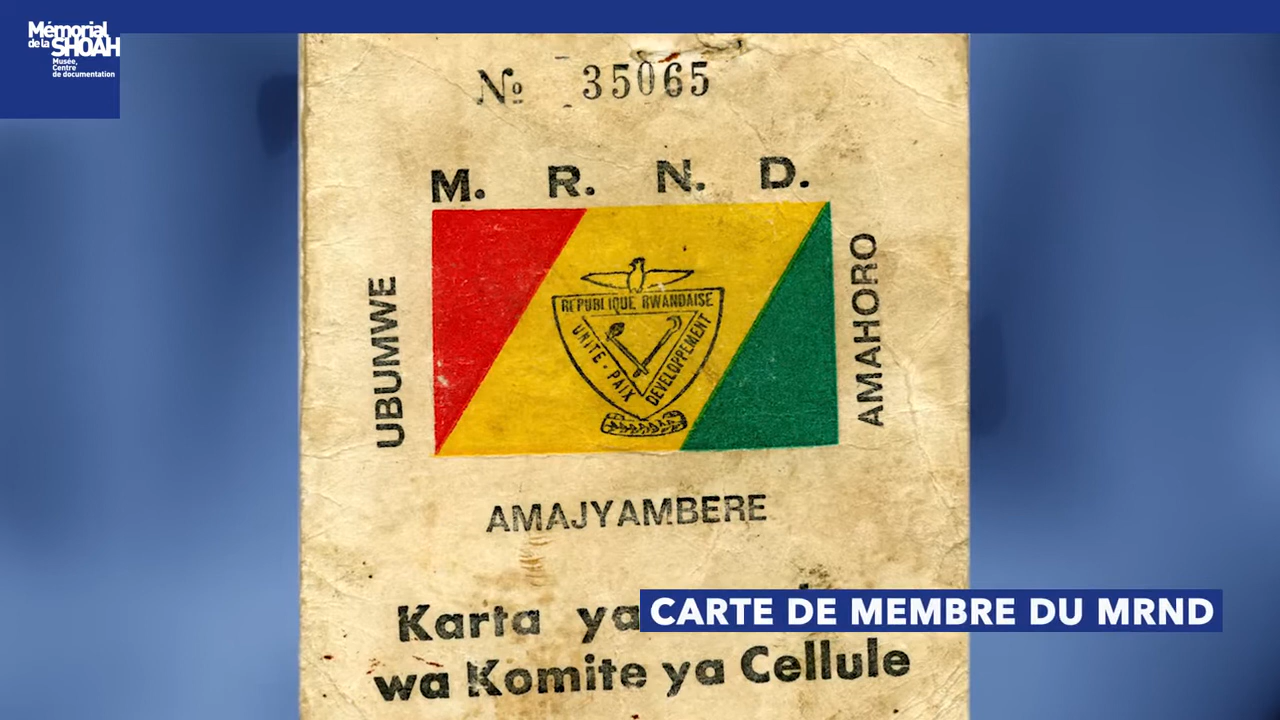 Mémorial
de la SHOAH
Musée,
Centre
de documentation
№ 35065
M. R. N. D.
UBUMWE
REPUBLIQUE RWANDAISE
UNITE · PAIX
DEVELOPPEMENT
AMAHORO
AMAJYAMBERE
Karta ya
CARTE DE MEMBRE DU MRND
wa Komite ya Cellule